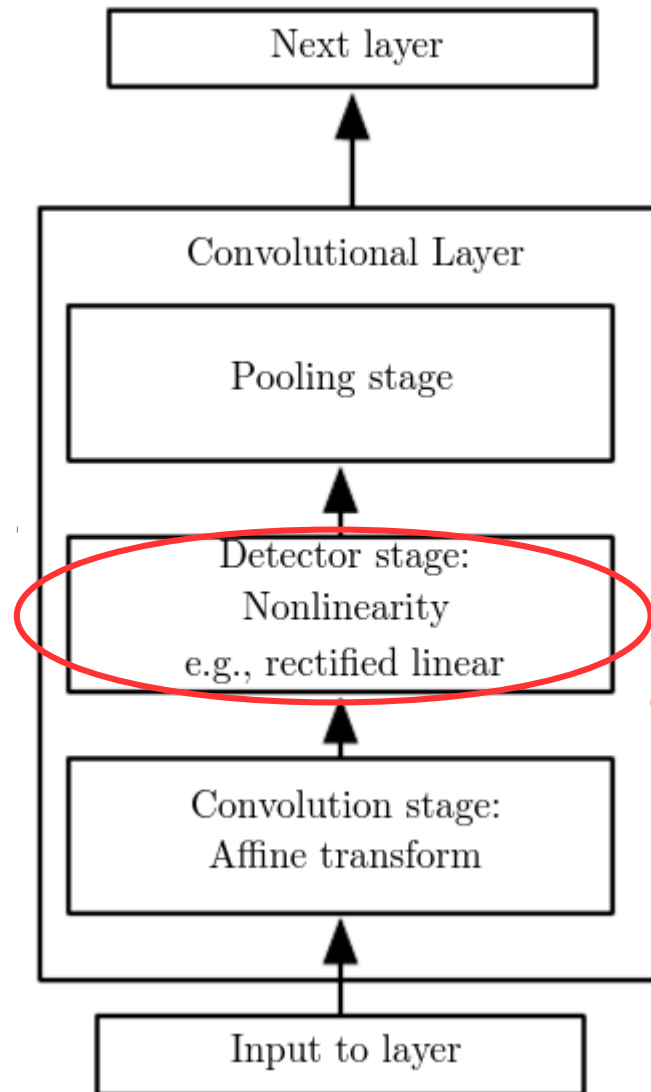 Next layer
Convolutional Layer
Pooling stage
Detector stage:
Nonlinearity
e.g., rectified linear
Convolution stage:
Affine transform
Input to layer